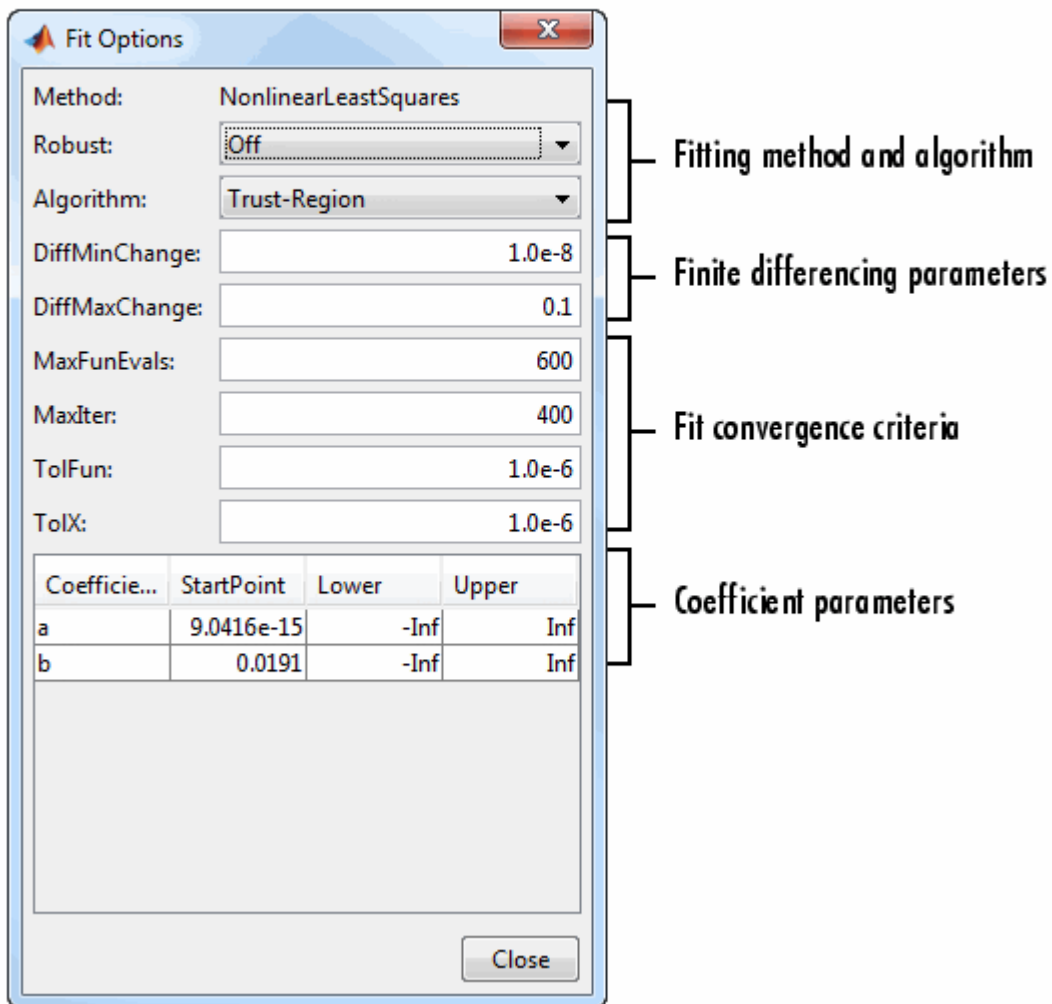 Fit Options
Method: NonlinearLeastSquares
Robust: Off
Algorithm: Trust-Region
Fitting method and algorithm
DiffMinChange: 1.0e-8
DiffMaxChange: 0.1
Finite differencing parameters
MaxFunEvals: 600
MaxIter: 400
TolFun: 1.0e-6
TolX: 1.0e-6
Fit convergence criteria
Coefficie... StartPoint Lower Upper
a 9.0416e-15 -Inf Inf
b 0.0191 -Inf Inf
Coefficient parameters
Close